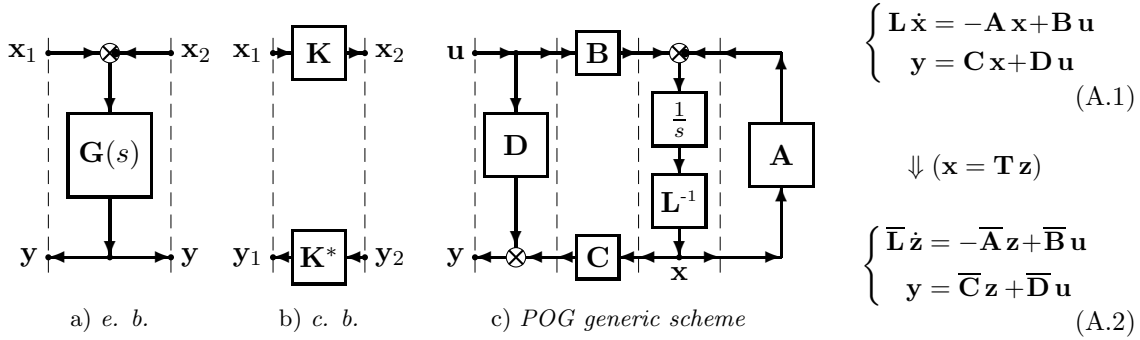 x₁ x₂
G(s)
y y
a) e. b.
x₁ K x₂
y₁ K* y₂
b) c. b.
u B
D 1/s A
L⁻¹
y C x
c) POG generic scheme
L ẋ = −A x+B u
y = C x+D u
(A.1)
⇓ (x = T z)
L̅ ż = −A̅ z+B̅ u
y = C̅ z +D̅ u
(A.2)